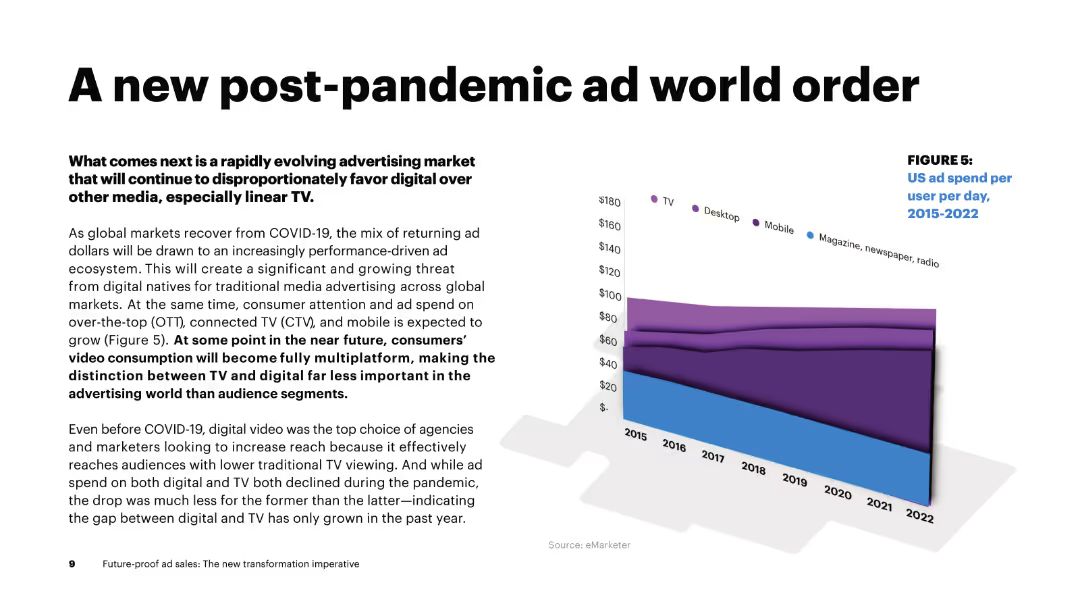 A new post-pandemic ad world order
What comes next is a rapidly evolving advertising market
that will continue to disproportionately favor digital over
other media, especially linear TV.
As global markets recover from COVID-19, the mix of returning ad
dollars will be drawn to an increasingly performance-driven ad
ecosystem. This will create a significant and growing threat
from digital natives for traditional media advertising across global
markets. At the same time, consumer attention and ad spend on
over-the-top (OTT), connected TV (CTV), and mobile is expected to
grow (Figure 5). At some point in the near future, consumers’
video consumption will become fully multiplatform, making the
distinction between TV and digital far less important in the
advertising world than audience segments.
Even before COVID-19, digital video was the top choice of agencies
and marketers looking to increase reach because it effectively
reaches audiences with lower traditional TV viewing. And while ad
spend on both digital and TV both declined during the pandemic,
the drop was much less for the former than the latter—indicating
the gap between digital and TV has only grown in the past year.
FIGURE 5:
US ad spend per
user per day,
2015-2022
TV
Desktop
Mobile
Magazine, newspaper, radio
$180
$160
$140
$120
$100
$80
$60
$40
$20
$-
2015
2016
2017
2018
2019
2020
2021
2022
Source: eMarketer
9 Future-proof ad sales: The new transformation imperative